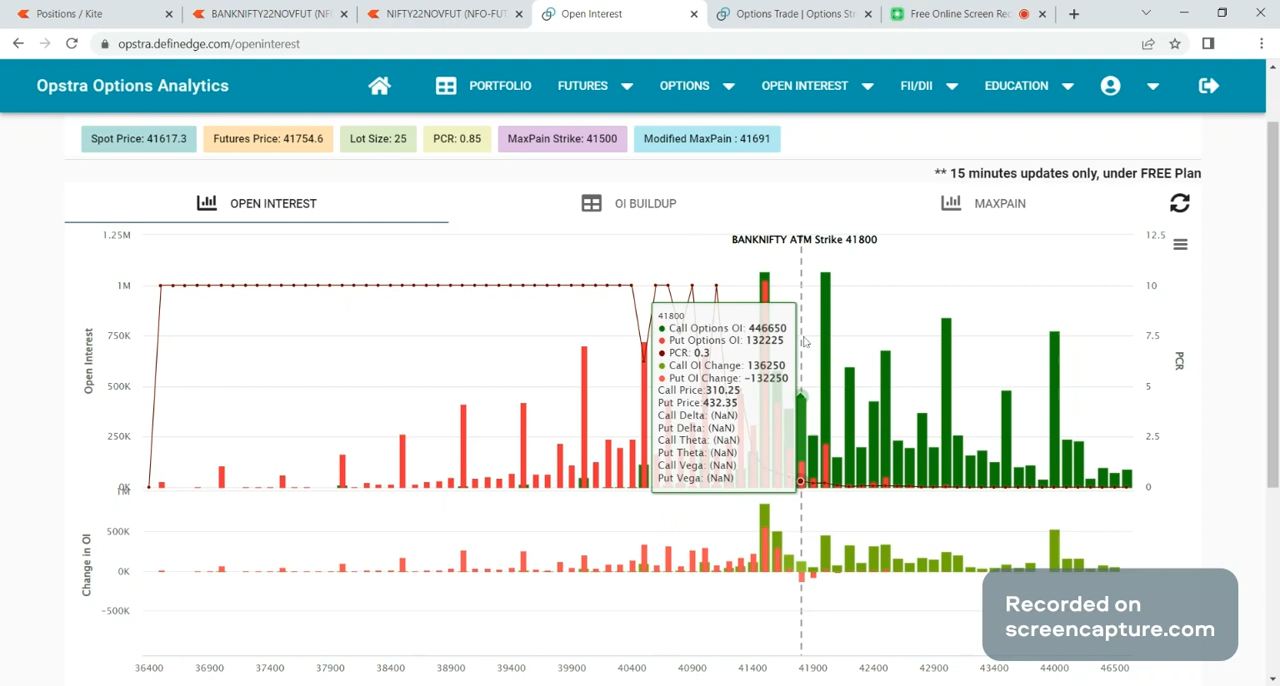 Positions / Kite
BANKNIFTY22NOVFUT (NF
NIFTY22NOVFUT (NFO-FUT
Open Interest
Options Trade | Options Str
Free Online Screen Rec
opstra.definedge.com/openinterest
Opstra Options Analytics
PORTFOLIO
FUTURES
OPTIONS
OPEN INTEREST
FII/DII
EDUCATION
Spot Price: 41617.3
Futures Price: 41754.6
Lot Size: 25
PCR: 0.85
MaxPain Strike: 41500
Modified MaxPain : 41691
** 15 minutes updates only, under FREE Plan
OPEN INTEREST
OI BUILDUP
MAXPAIN
BANKNIFTY ATM Strike 41800
1.25M
1M
750K
500K
250K
0K
Open Interest
12.5
10
7.5
5
2.5
0
PCR
41800
Call Options OI: 446650
Put Options OI: 132225
PCR: 0.3
Call OI Change: 136250
Put OI Change: -132250
Call Price: 310.25
Put Price: 432.35
Call Delta: (NaN)
Put Delta: (NaN)
Call Theta: (NaN)
Put Theta: (NaN)
Call Vega: (NaN)
Put Vega: (NaN)
1M
500K
0K
-500K
Change in OI
36400 36900 37400 37900 38400 38900 39400 39900 40400 40900 41400 41900 42400 42900 43400 44000 46500
Recorded on
screencapture.com